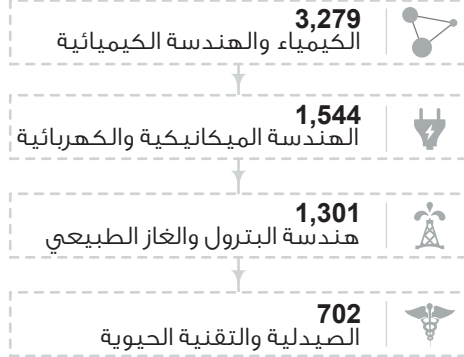 3,279
الكيمياء والهندسة الكيميائية
1,544
الهندسة الميكانيكية والكهربائية
1,301
هندسة البترول والغاز الطبيعي
702
الصيدلية والتقنية الحيوية